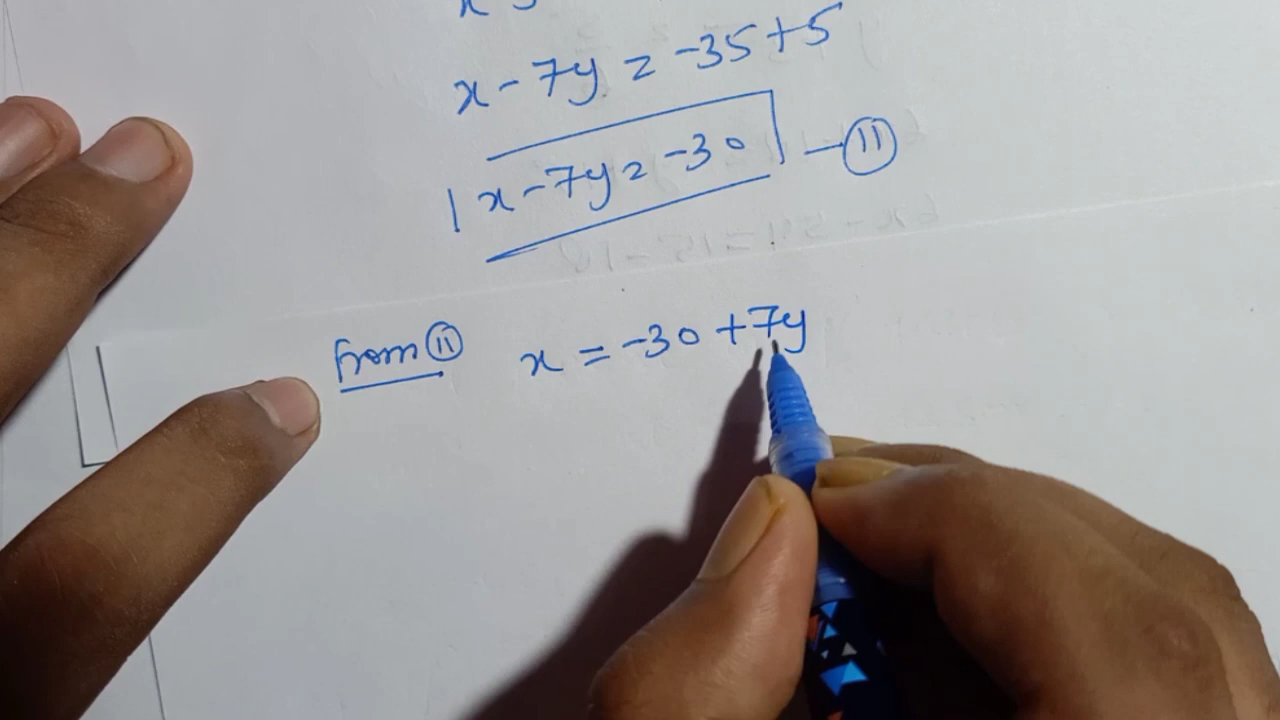 x - 7y = -35+5
x - 7y = -30 — (11)
from (11) x = -30 + 7y